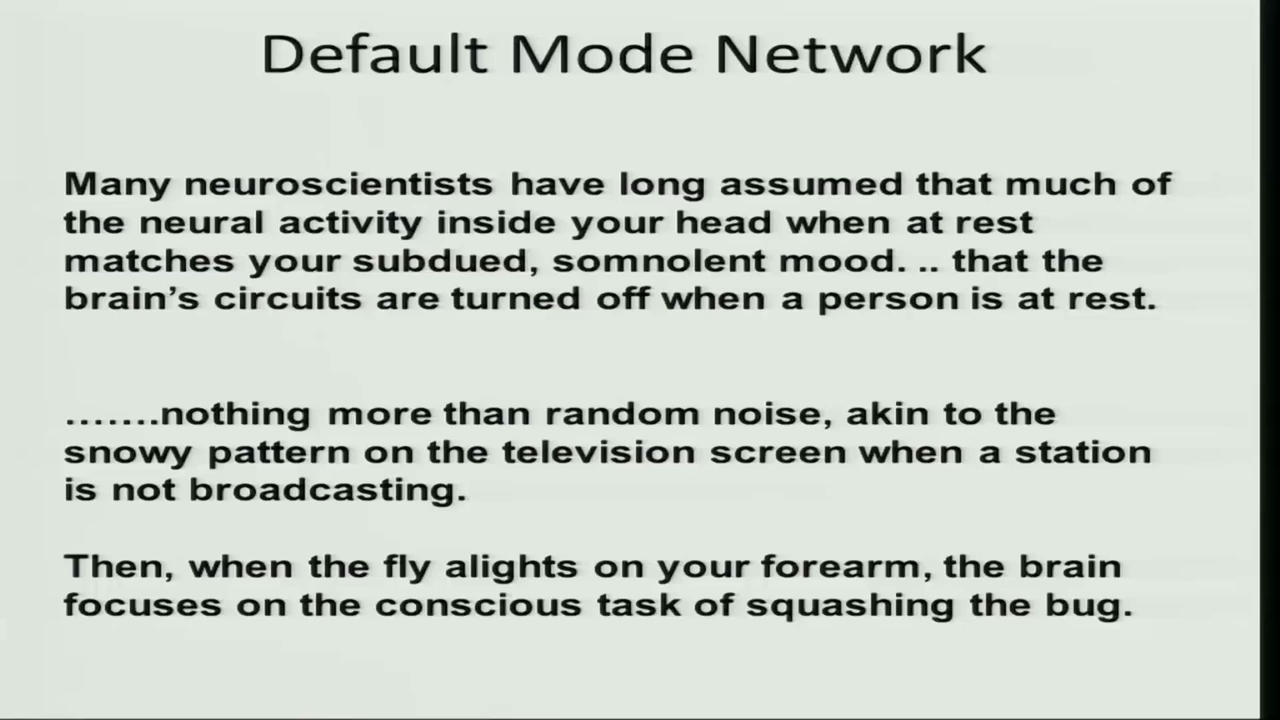 Default Mode Network
Many neuroscientists have long assumed that much of
the neural activity inside your head when at rest
matches your subdued, somnolent mood. .. that the
brain’s circuits are turned off when a person is at rest.
.......nothing more than random noise, akin to the
snowy pattern on the television screen when a station
is not broadcasting.
Then, when the fly alights on your forearm, the brain
focuses on the conscious task of squashing the bug.